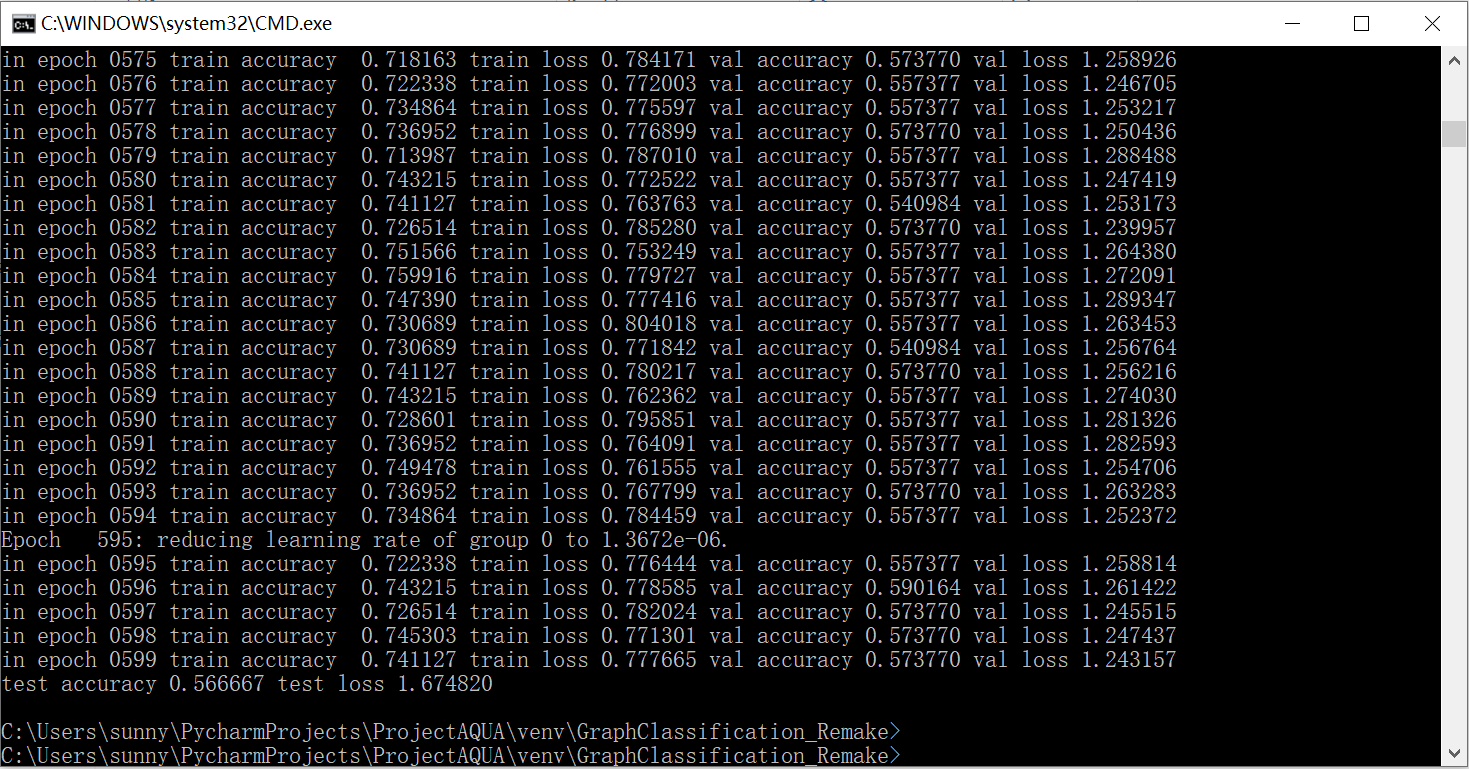 C:\WINDOWS\system32\CMD.exe
in epoch 0575 train accuracy  0.718163 train loss 0.784171 val accuracy 0.573770 val loss 1.258926
in epoch 0576 train accuracy  0.722338 train loss 0.772003 val accuracy 0.557377 val loss 1.246705
in epoch 0577 train accuracy  0.734864 train loss 0.775597 val accuracy 0.557377 val loss 1.253217
in epoch 0578 train accuracy  0.736952 train loss 0.776899 val accuracy 0.573770 val loss 1.250436
in epoch 0579 train accuracy  0.713987 train loss 0.787010 val accuracy 0.557377 val loss 1.288488
in epoch 0580 train accuracy  0.743215 train loss 0.772522 val accuracy 0.557377 val loss 1.247419
in epoch 0581 train accuracy  0.741127 train loss 0.763763 val accuracy 0.540984 val loss 1.253173
in epoch 0582 train accuracy  0.726514 train loss 0.785280 val accuracy 0.573770 val loss 1.239957
in epoch 0583 train accuracy  0.751566 train loss 0.753249 val accuracy 0.557377 val loss 1.264380
in epoch 0584 train accuracy  0.759916 train loss 0.779727 val accuracy 0.557377 val loss 1.272091
in epoch 0585 train accuracy  0.747390 train loss 0.777416 val accuracy 0.557377 val loss 1.289347
in epoch 0586 train accuracy  0.730689 train loss 0.804018 val accuracy 0.557377 val loss 1.263453
in epoch 0587 train accuracy  0.730689 train loss 0.771842 val accuracy 0.540984 val loss 1.256764
in epoch 0588 train accuracy  0.741127 train loss 0.780217 val accuracy 0.573770 val loss 1.256216
in epoch 0589 train accuracy  0.743215 train loss 0.762362 val accuracy 0.557377 val loss 1.274030
in epoch 0590 train accuracy  0.728601 train loss 0.795851 val accuracy 0.557377 val loss 1.281326
in epoch 0591 train accuracy  0.736952 train loss 0.764091 val accuracy 0.557377 val loss 1.282593
in epoch 0592 train accuracy  0.749478 train loss 0.761555 val accuracy 0.557377 val loss 1.254706
in epoch 0593 train accuracy  0.736952 train loss 0.767799 val accuracy 0.573770 val loss 1.263283
in epoch 0594 train accuracy  0.734864 train loss 0.784459 val accuracy 0.557377 val loss 1.252372
Epoch   595: reducing learning rate of group 0 to 1.3672e-06.
in epoch 0595 train accuracy  0.722338 train loss 0.776444 val accuracy 0.557377 val loss 1.258814
in epoch 0596 train accuracy  0.743215 train loss 0.778585 val accuracy 0.590164 val loss 1.261422
in epoch 0597 train accuracy  0.726514 train loss 0.782024 val accuracy 0.573770 val loss 1.245515
in epoch 0598 train accuracy  0.745303 train loss 0.771301 val accuracy 0.573770 val loss 1.247437
in epoch 0599 train accuracy  0.741127 train loss 0.777665 val accuracy 0.573770 val loss 1.243157
test accuracy 0.566667 test loss 1.674820
C:\Users\sunny\PycharmProjects\ProjectAQUA\venv\GraphClassification_Remake>
C:\Users\sunny\PycharmProjects\ProjectAQUA\venv\GraphClassification_Remake>